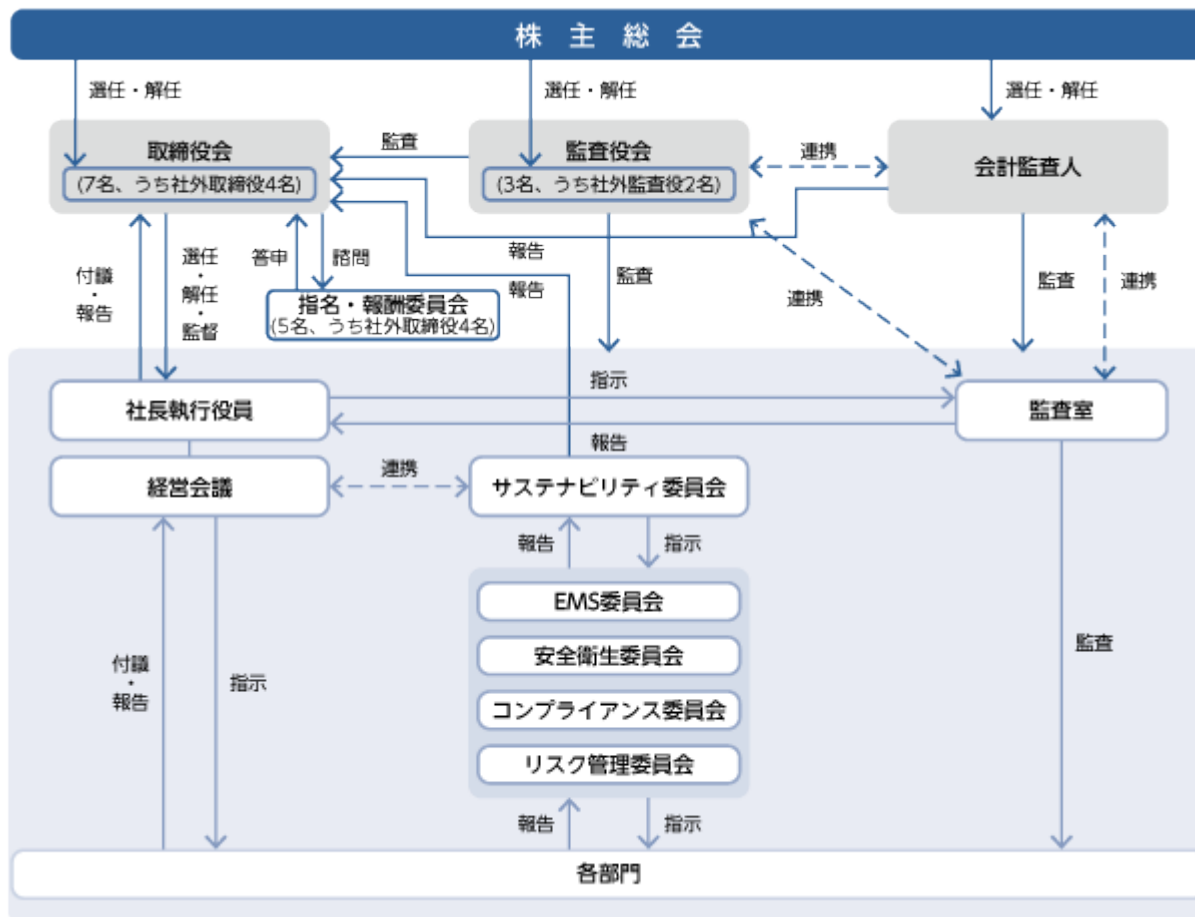 株主総会
選任・解任
選任・解任
選任・解任
取締役会
(7名、うち社外取締役4名)
監査
監査役会
(3名、うち社外監査役2名)
連携
会計監査人
付議・報告
選任・解任・監督
答申
諮問
報告
報告
監査
連携
監査
連携
指名・報酬委員会
(5名、うち社外取締役4名)
社長執行役員
指示
報告
監査室
経営会議
連携
サステナビリティ委員会
報告
指示
EMS委員会
安全衛生委員会
コンプライアンス委員会
リスク管理委員会
付議・報告
指示
監査
報告
指示
各部門